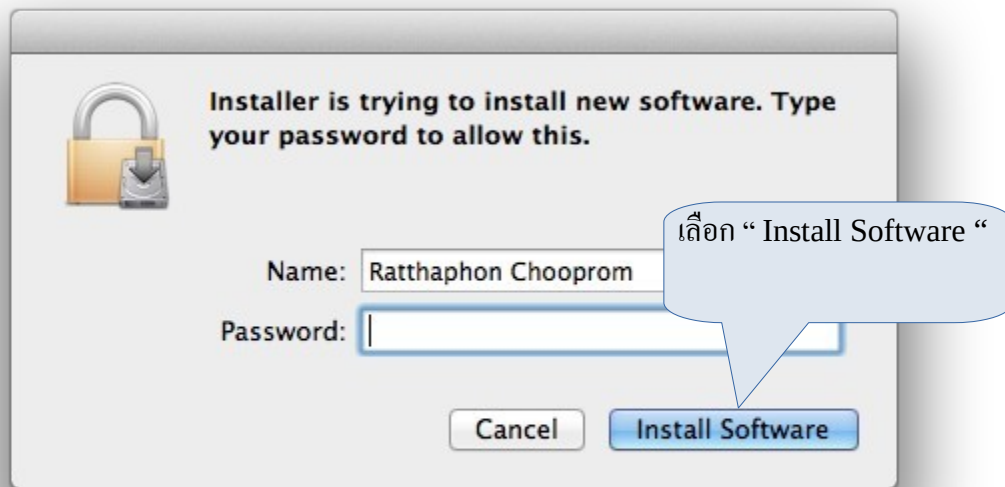 Installer is trying to install new software. Type
your password to allow this.
เลือก “ Install Software “
Name: Ratthaphon Chooprom
Password:
Cancel
Install Software